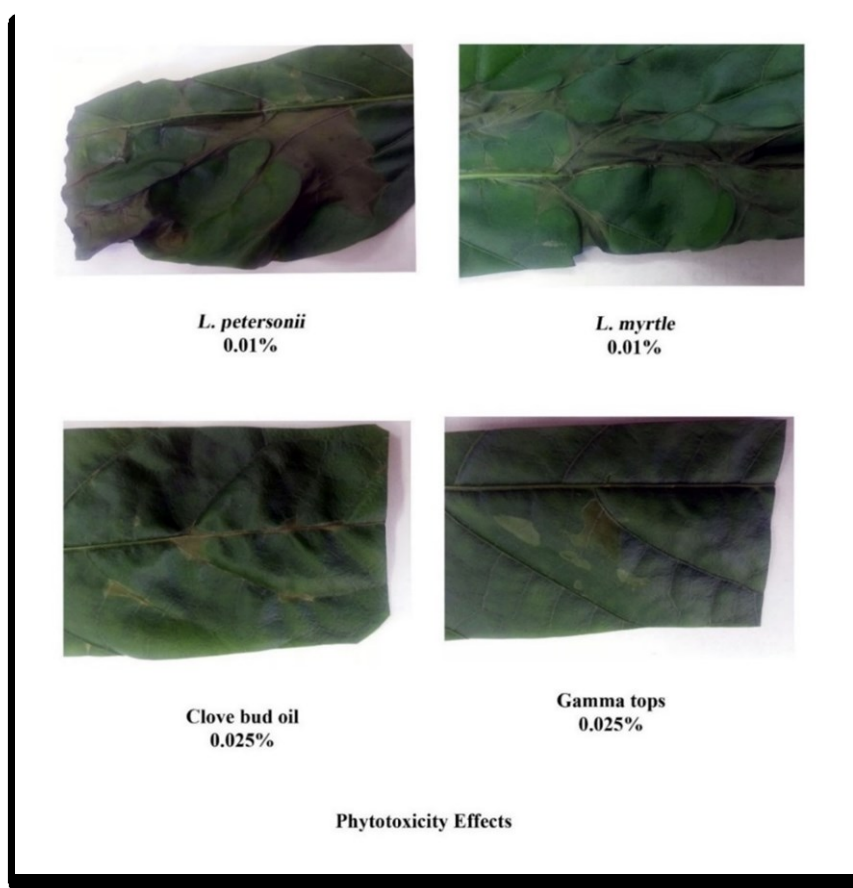 L. petersonii
0.01%
L. myrtle
0.01%
Clove bud oil
0.025%
Gamma tops
0.025%
Phytotoxicity Effects